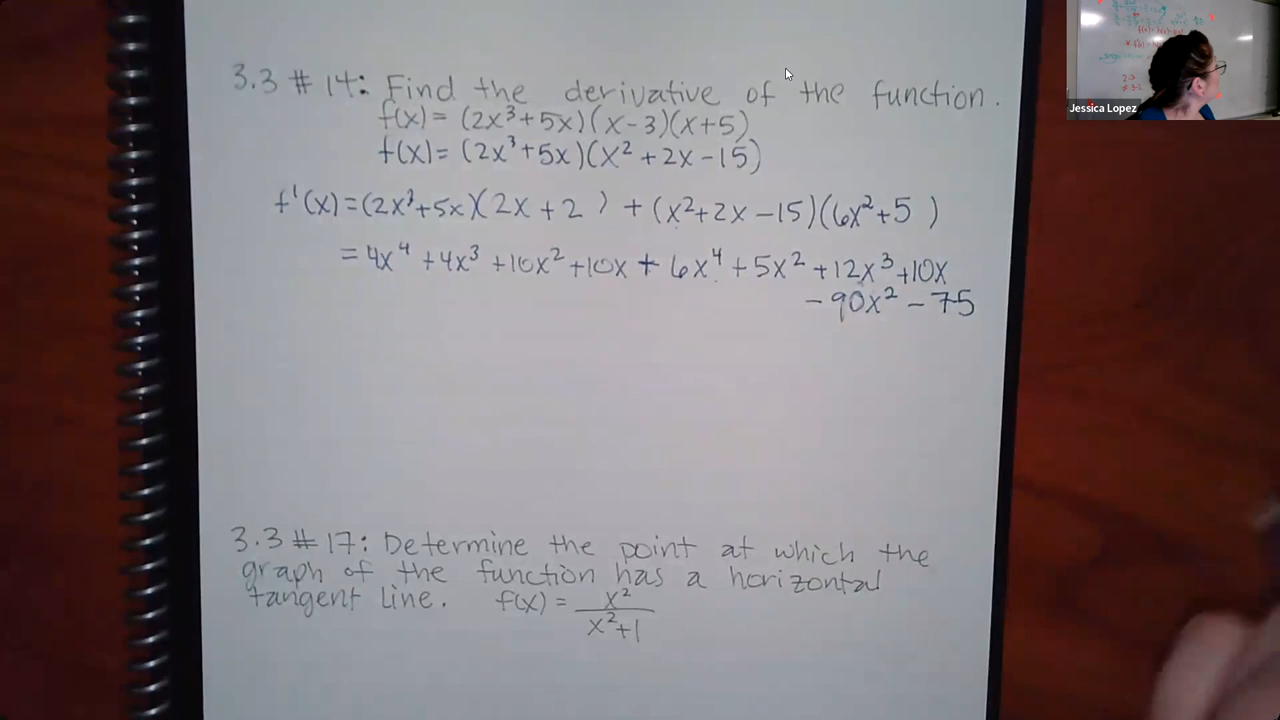 3.3 # 14: Find the derivative of the function.
f(x) = (2x³+5x)(x-3)(x+5)
f(x) = (2x³+5x)(x² +2x-15)
f'(x) = (2x³+5x)(2x+2 ) + (x²+2x-15)(6x²+5 )
= 4x⁴ +4x³ +10x² +10x + 6x⁴ +5x² +12x³ +10x
- 90x² - 75
3.3 # 17: Determine the point at which the
graph of the function has a horizontal
tangent line. f(x) = x²/(x²+1)
Jessica Lopez